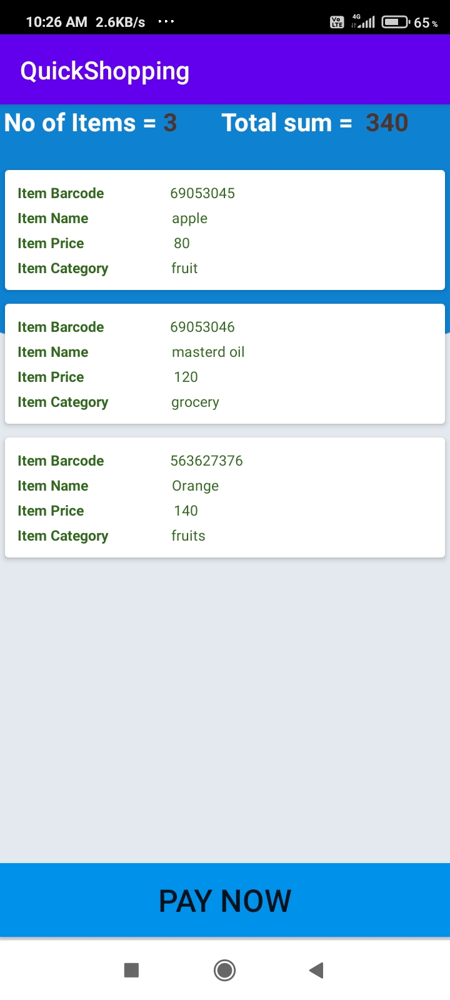 10:26 AM 2.6KB/s ... Vo LTE 4G 65%
QuickShopping
No of Items = 3 Total sum = 340
Item Barcode 69053045
Item Name apple
Item Price 80
Item Category fruit
Item Barcode 69053046
Item Name masterd oil
Item Price 120
Item Category grocery
Item Barcode 563627376
Item Name Orange
Item Price 140
Item Category fruits
PAY NOW